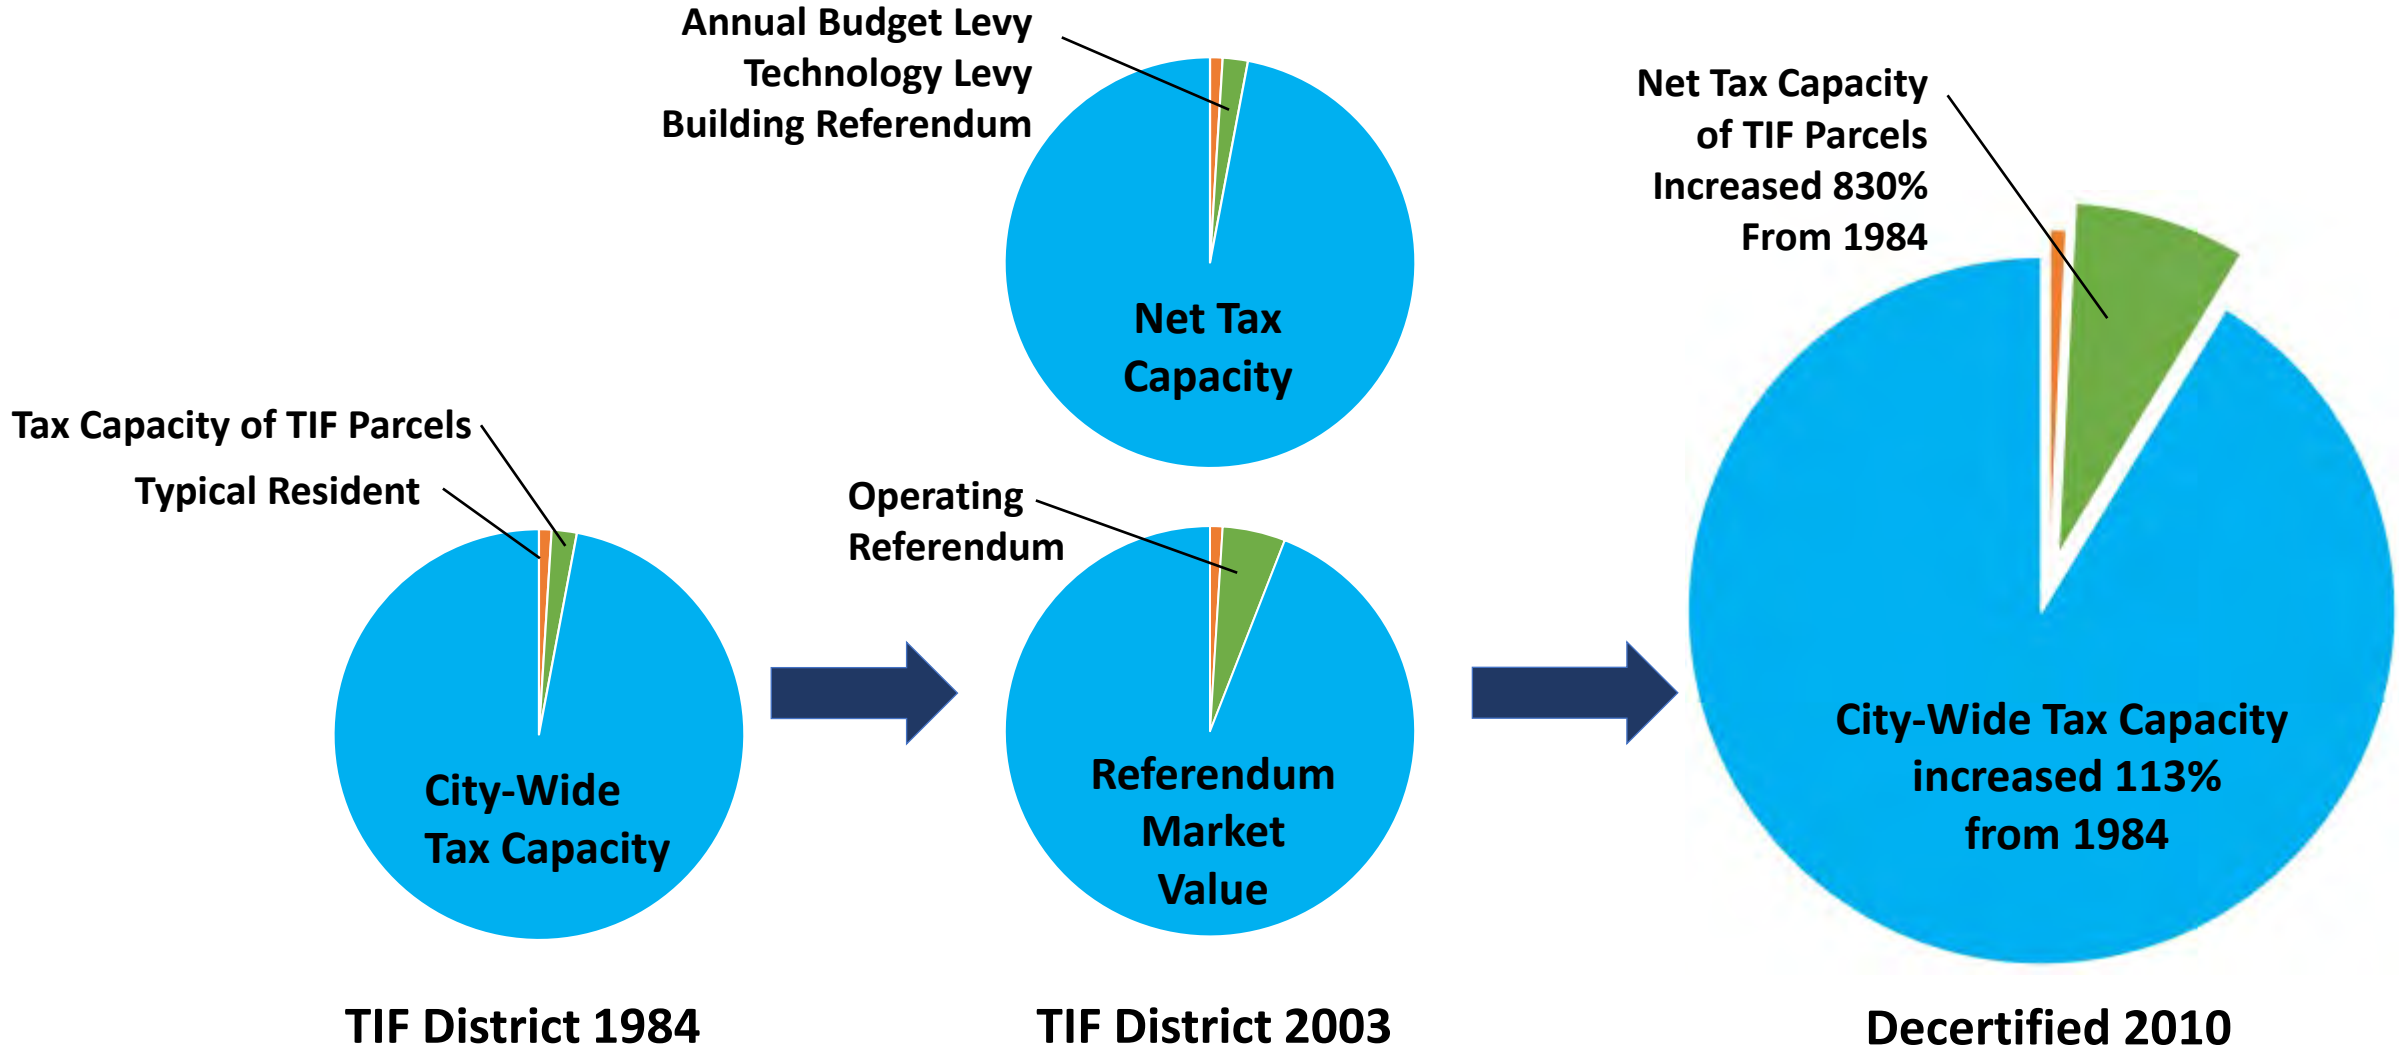 Annual Budget Levy
Technology Levy
Building Referendum
Net Tax
Capacity
Net Tax Capacity
of TIF Parcels
Increased 830%
From 1984
Tax Capacity of TIF Parcels
Typical Resident
City-Wide
Tax Capacity
Operating
Referendum
Referendum
Market
Value
City-Wide Tax Capacity
increased 113%
from 1984
TIF District 1984
TIF District 2003
Decertified 2010